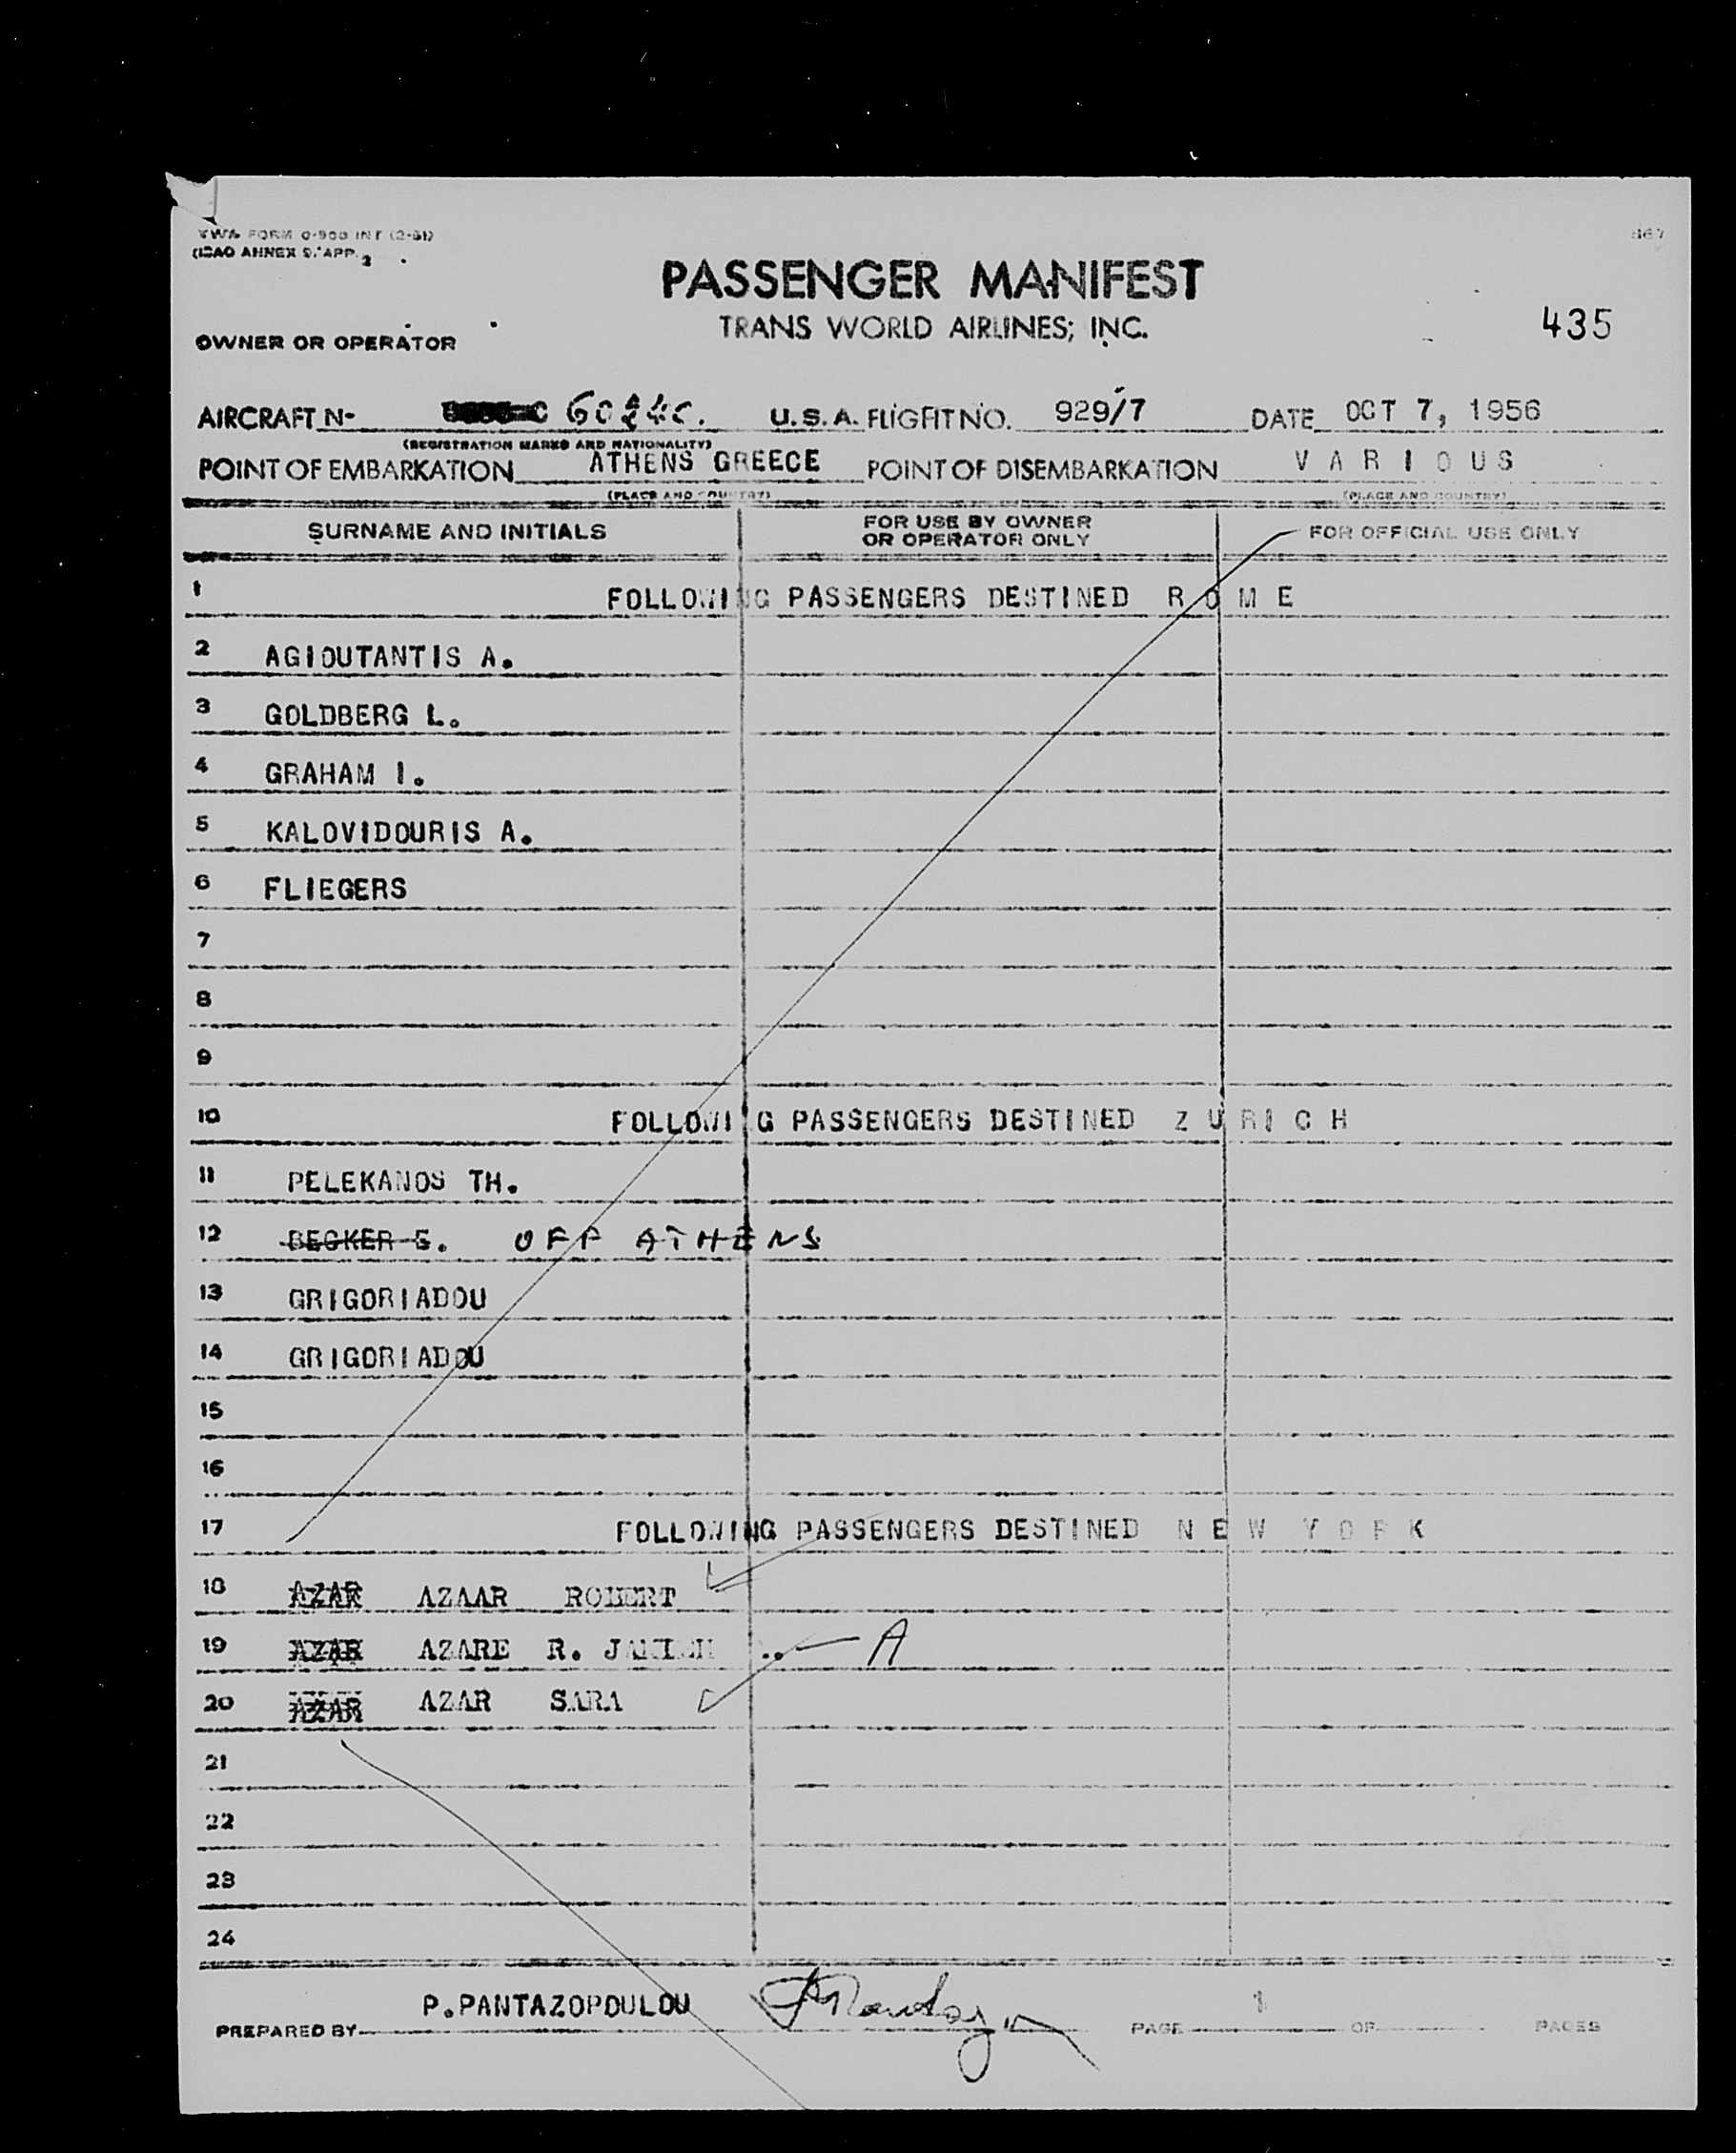 TWA FORM O-900 INT (2-51)
(ICAO ANNEX 9, APP. 2
867
PASSENGER MANIFEST
TRANS WORLD AIRLINES; INC.
435
OWNER OR OPERATOR
AIRCRAFT Nº U.S.A. FLIGHT NO. 929/7 DATE OCT 7, 1956
(REGISTRATION MARKS AND NATIONALITY)
POINT OF EMBARKATION ATHENS GREECE POINT OF DISEMBARKATION V A R I O U S
(PLACE AND COUNTRY) (PLACE AND COUNTRY)
SURNAME AND INITIALS FOR USE BY OWNER OR OPERATOR ONLY FOR OFFICIAL USE ONLY
1 FOLLOWING PASSENGERS DESTINED R O M E
2 AGIOUTANTIS A.
3 GOLDBERG L.
4 GRAHAM I.
5 KALOVIDOURIS A.
6 FLIEGERS
7
8
9
10 FOLLOWING PASSENGERS DESTINED Z U R I C H
11 PELEKANOS TH.
12 BECKER G. OFF ATHENS
13 GRIGORIADOU
14 GRIGORIADOU
15
16
17 FOLLOWING PASSENGERS DESTINED N E W Y O R K
18 AZAR AZAAR ROBERT
19 AZAR AZARE R. A
20 AZAR AZAR SARA
21
22
23
24
P.PANTAZOPOULOU
PREPARED BY PAGE 1 OF PAGES